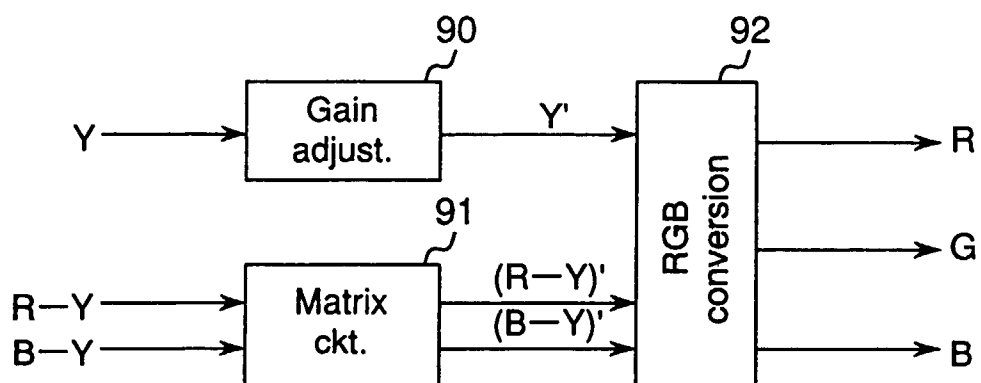 90
92
Y
Gain
adjust.
Y'
R
91
RGB
conversion
G
R—Y
B—Y
Matrix
ckt.
(R—Y)'
(B—Y)'
B